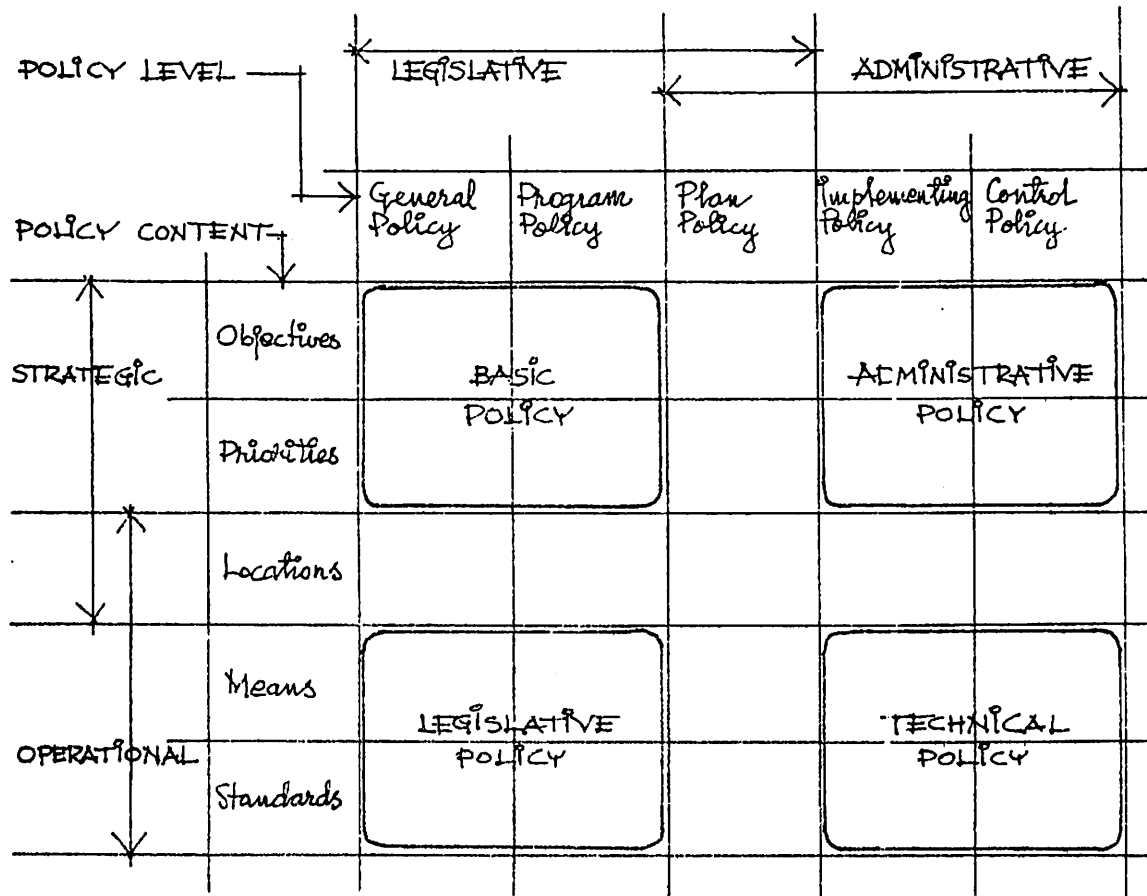 POLICY LEVEL
LEGISLATIVE
ADMINISTRATIVE
General Policy
Program Policy
Plan Policy
Implementing Policy
Control Policy.
POLICY CONTENT
STRATEGIC
Objectives
Priorities
BASIC
POLICY
ADMINISTRATIVE
POLICY
Locations
OPERATIONAL
Means
Standards
LEGISLATIVE
POLICY
TECHNICAL
POLICY